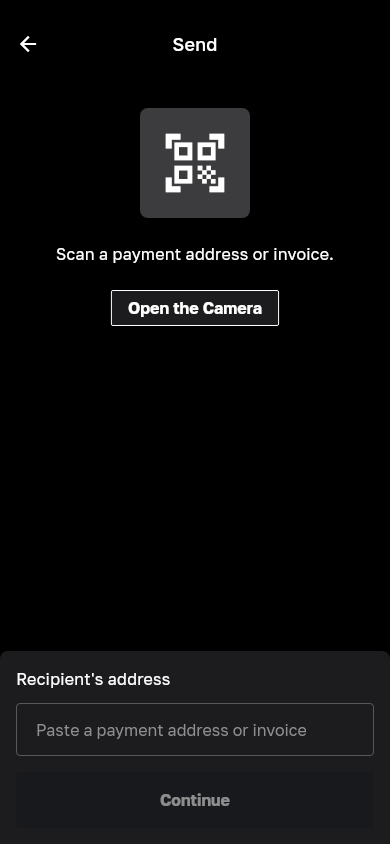 Send
Scan a payment address or invoice.
Open the Camera
Recipient's address
Paste a payment address or invoice
Continue